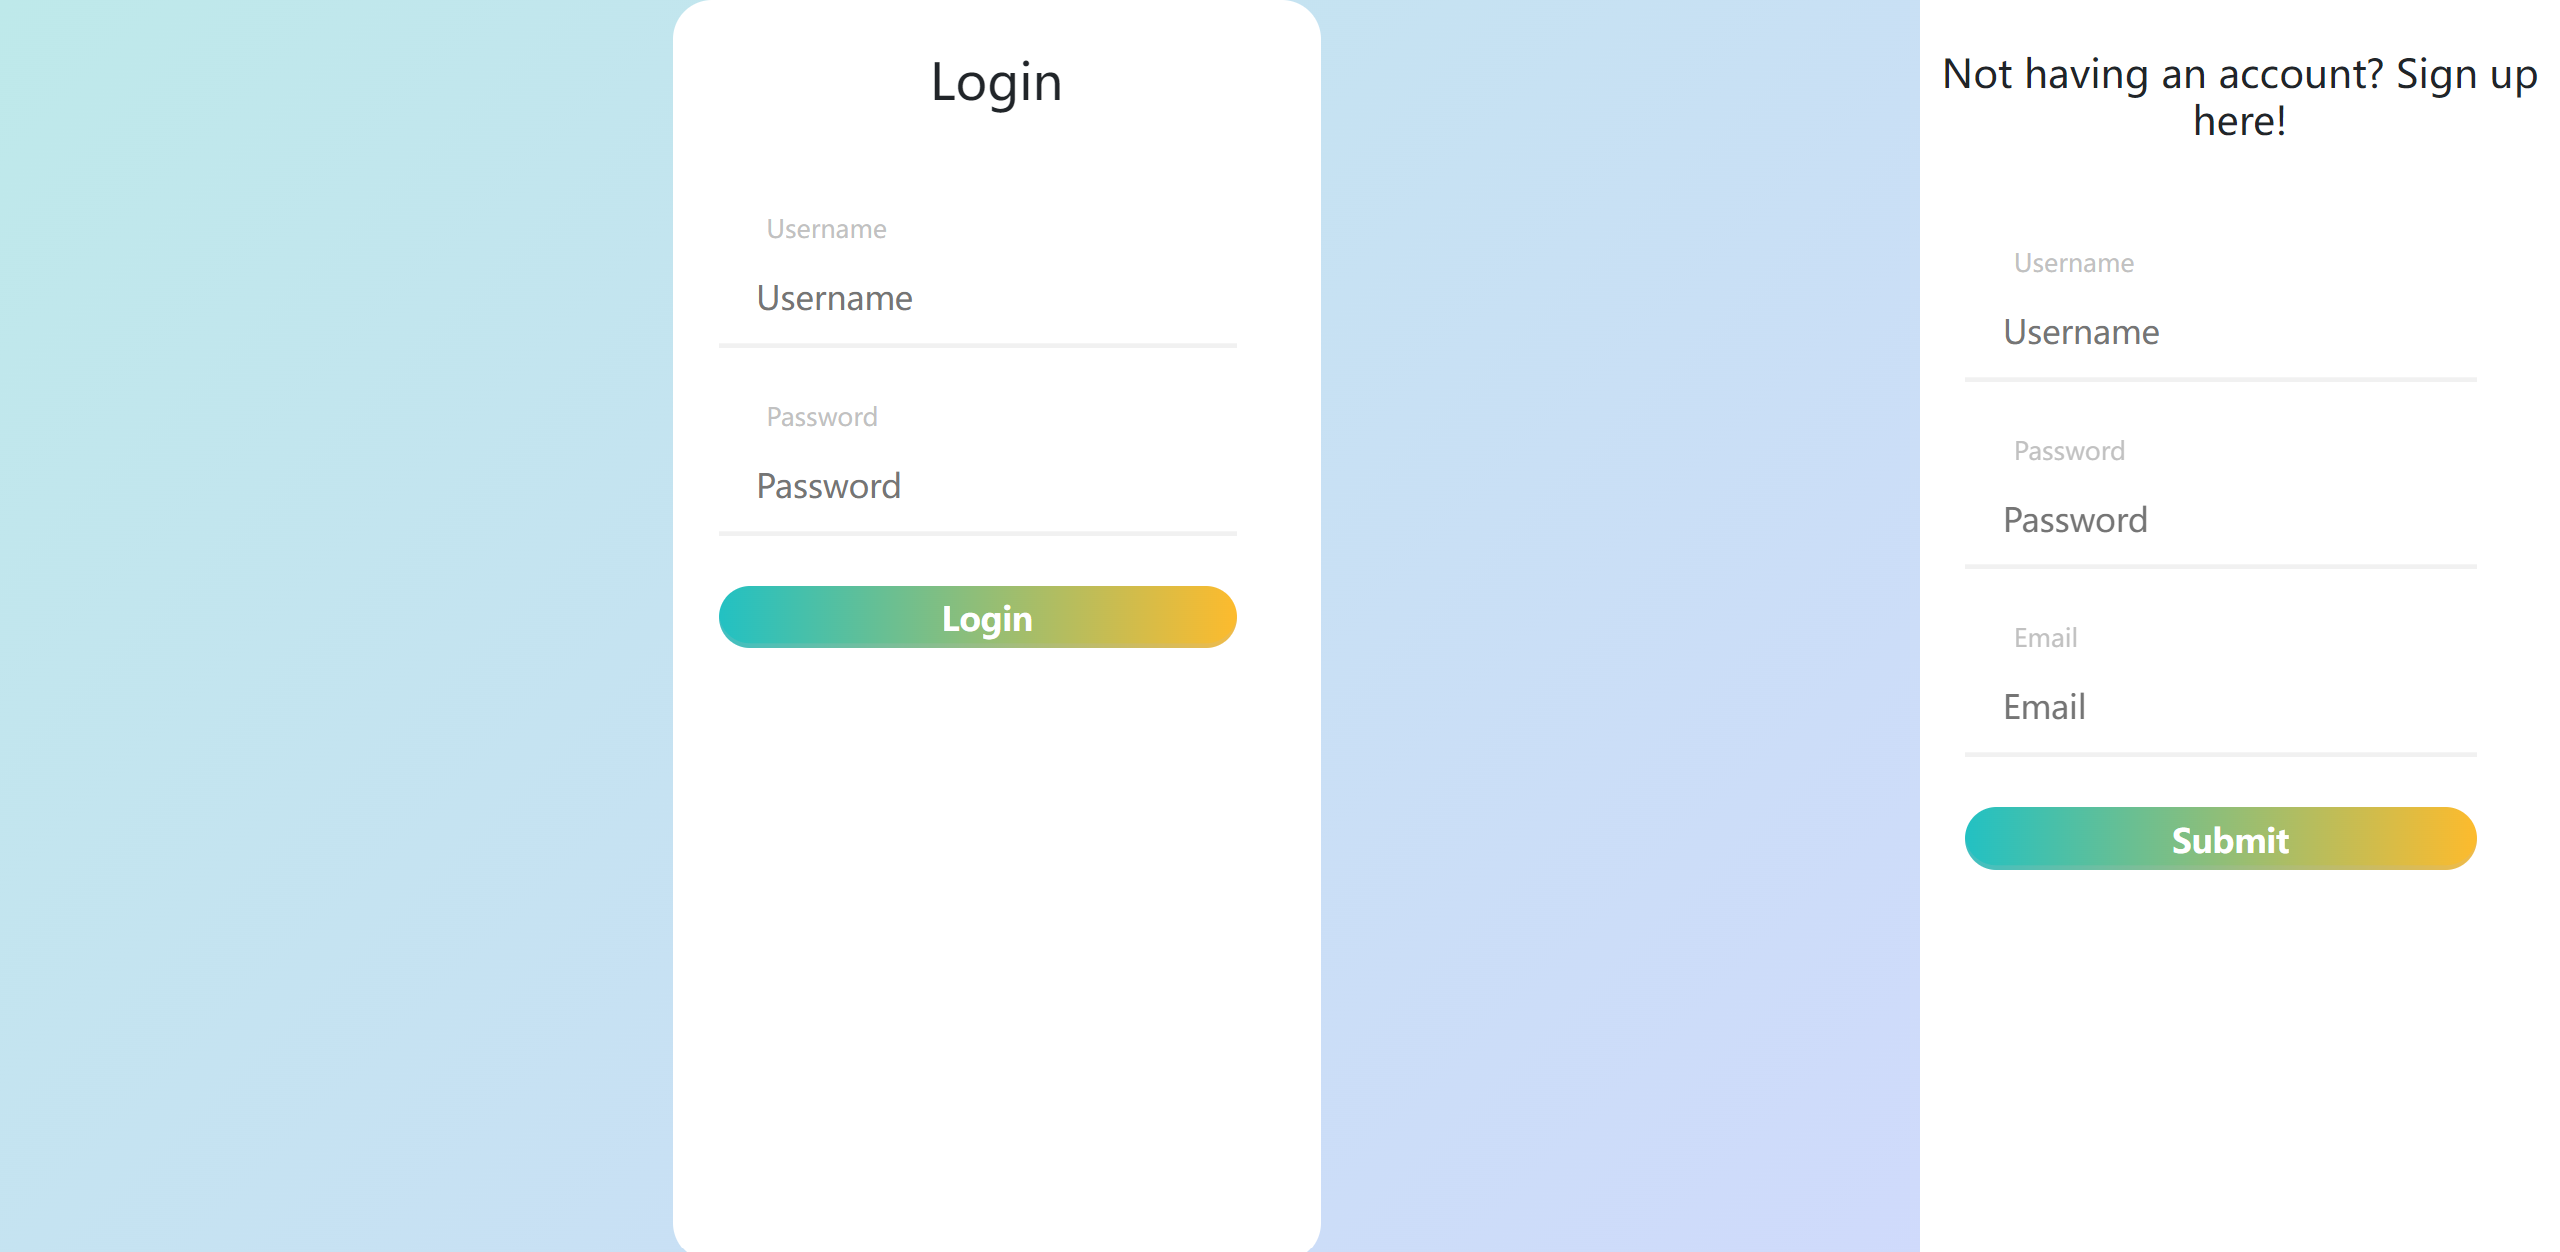 Login
Username
Username
Password
Password
Login
Not having an account? Sign up
here!
Username
Username
Password
Password
Email
Email
Submit